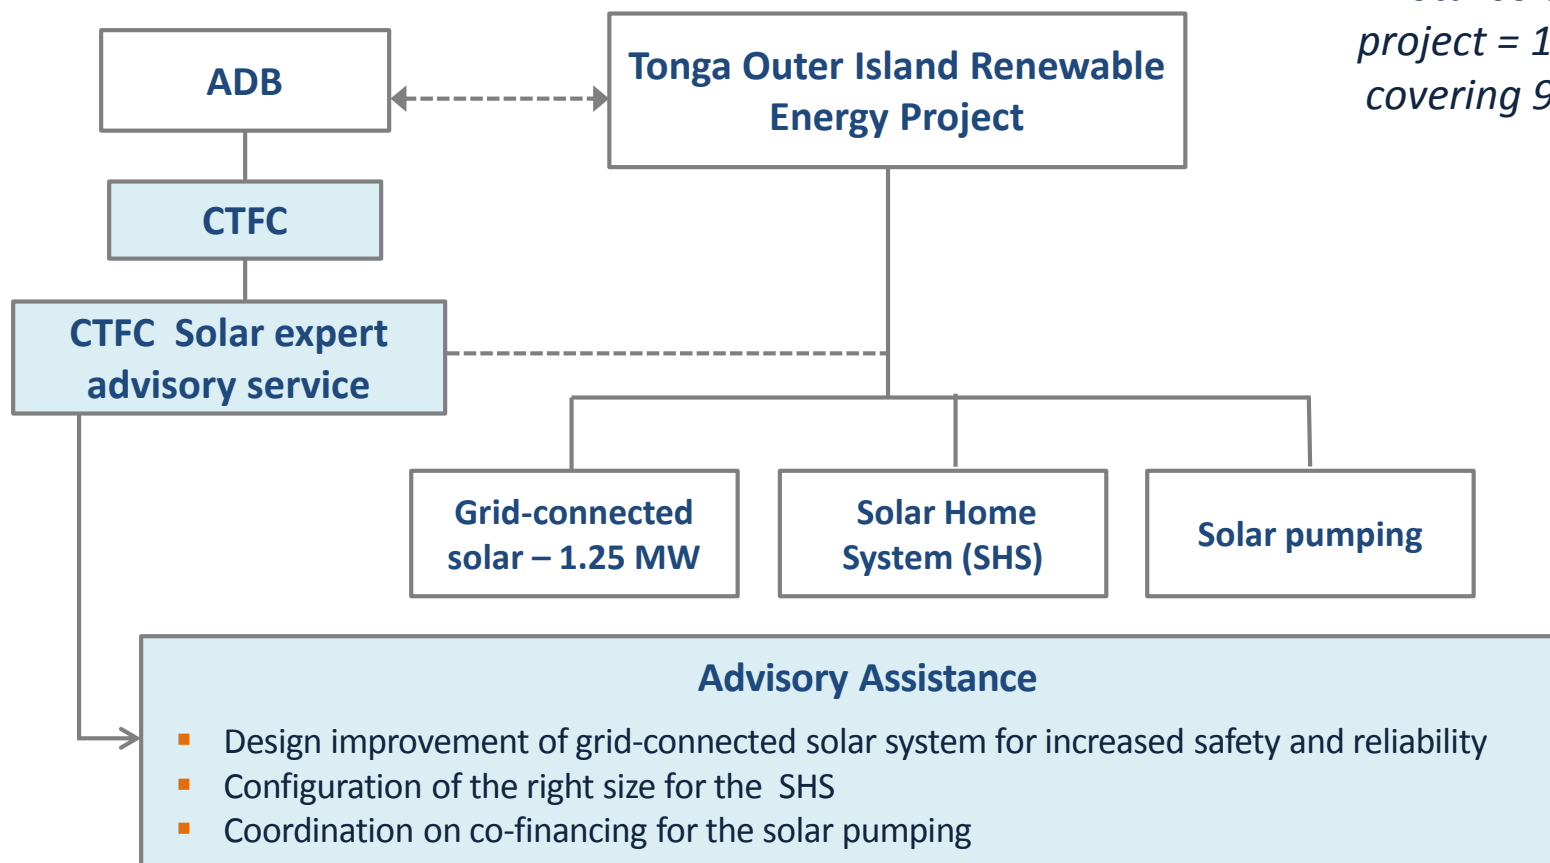 project = 1
covering 9
ADB
Tonga Outer Island Renewable
Energy Project
CTFC
CTFC  Solar expert
advisory service
Grid-connected
solar – 1.25 MW
Solar Home
System (SHS)
Solar pumping
Advisory Assistance
▪ Design improvement of grid-connected solar system for increased safety and reliability
▪ Configuration of the right size for the  SHS
▪ Coordination on co-financing for the solar pumping